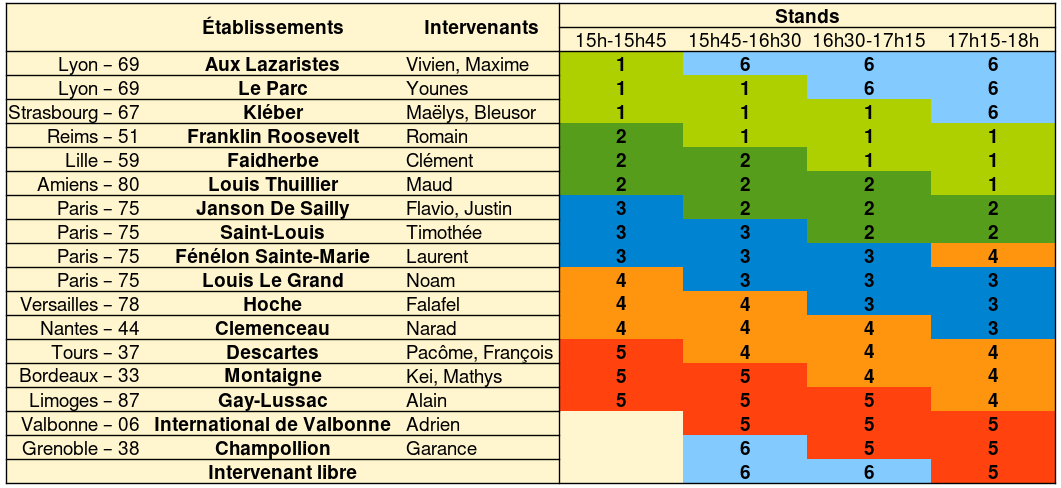 Stands
Établissements Intervenants
15h-15h45 15h45-16h30 16h30-17h15 17h15-18h
Lyon – 69 Aux Lazaristes Vivien, Maxime 1 6 6 6
Lyon – 69 Le Parc Younes 1 1 6 6
Strasbourg – 67 Kléber Maëlys, Bleusor 1 1 1 6
Reims – 51 Franklin Roosevelt Romain 2 1 1 1
Lille – 59 Faidherbe Clément 2 2 1 1
Amiens – 80 Louis Thuillier Maud 2 2 2 1
Paris – 75 Janson De Sailly Flavio, Justin 3 2 2 2
Paris – 75 Saint-Louis Timothée 3 3 2 2
Paris – 75 Fénélon Sainte-Marie Laurent 3 3 3 4
Paris – 75 Louis Le Grand Noam 4 3 3 3
Versailles – 78 Hoche Falafel 4 4 3 3
Nantes – 44 Clemenceau Narad 4 4 4 3
Tours – 37 Descartes Pacôme, François 5 4 4 4
Bordeaux – 33 Montaigne Kei, Mathys 5 5 4 4
Limoges – 87 Gay-Lussac Alain 5 5 5 4
Valbonne – 06 International de Valbonne Adrien 5 5 5
Grenoble – 38 Champollion Garance 6 5 5
Intervenant libre 6 6 5